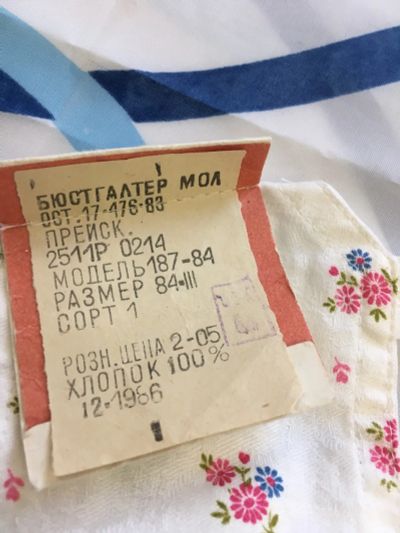 БЮСТГАЛТЕР МОЛ
ОСТ.17-476-83
ПРЕЙСК.
2511Р 0214
МОДЕЛЬ 187-84
РАЗМЕР 84-III
СОРТ 1
РОЗН.ЦЕНА 2-05
ХЛОПОК 100%
12-1986